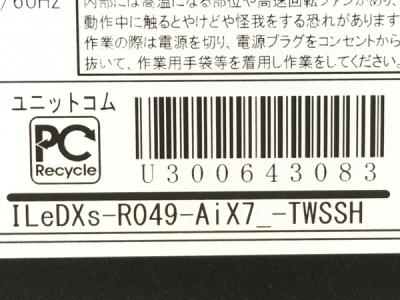 /60Hz
内部には高温になる部位や高速回転ファンがあり、
動作中に触るとやけどや怪我をする恐れがあります
作業の際は電源を切り、電源プラグをコンセントから
抜いて、作業用手袋等を着用し作業をしてください。
ユニットコム
PC
Recycle
U300643083
ILeDXs-R049-AiX7_-TWSSH